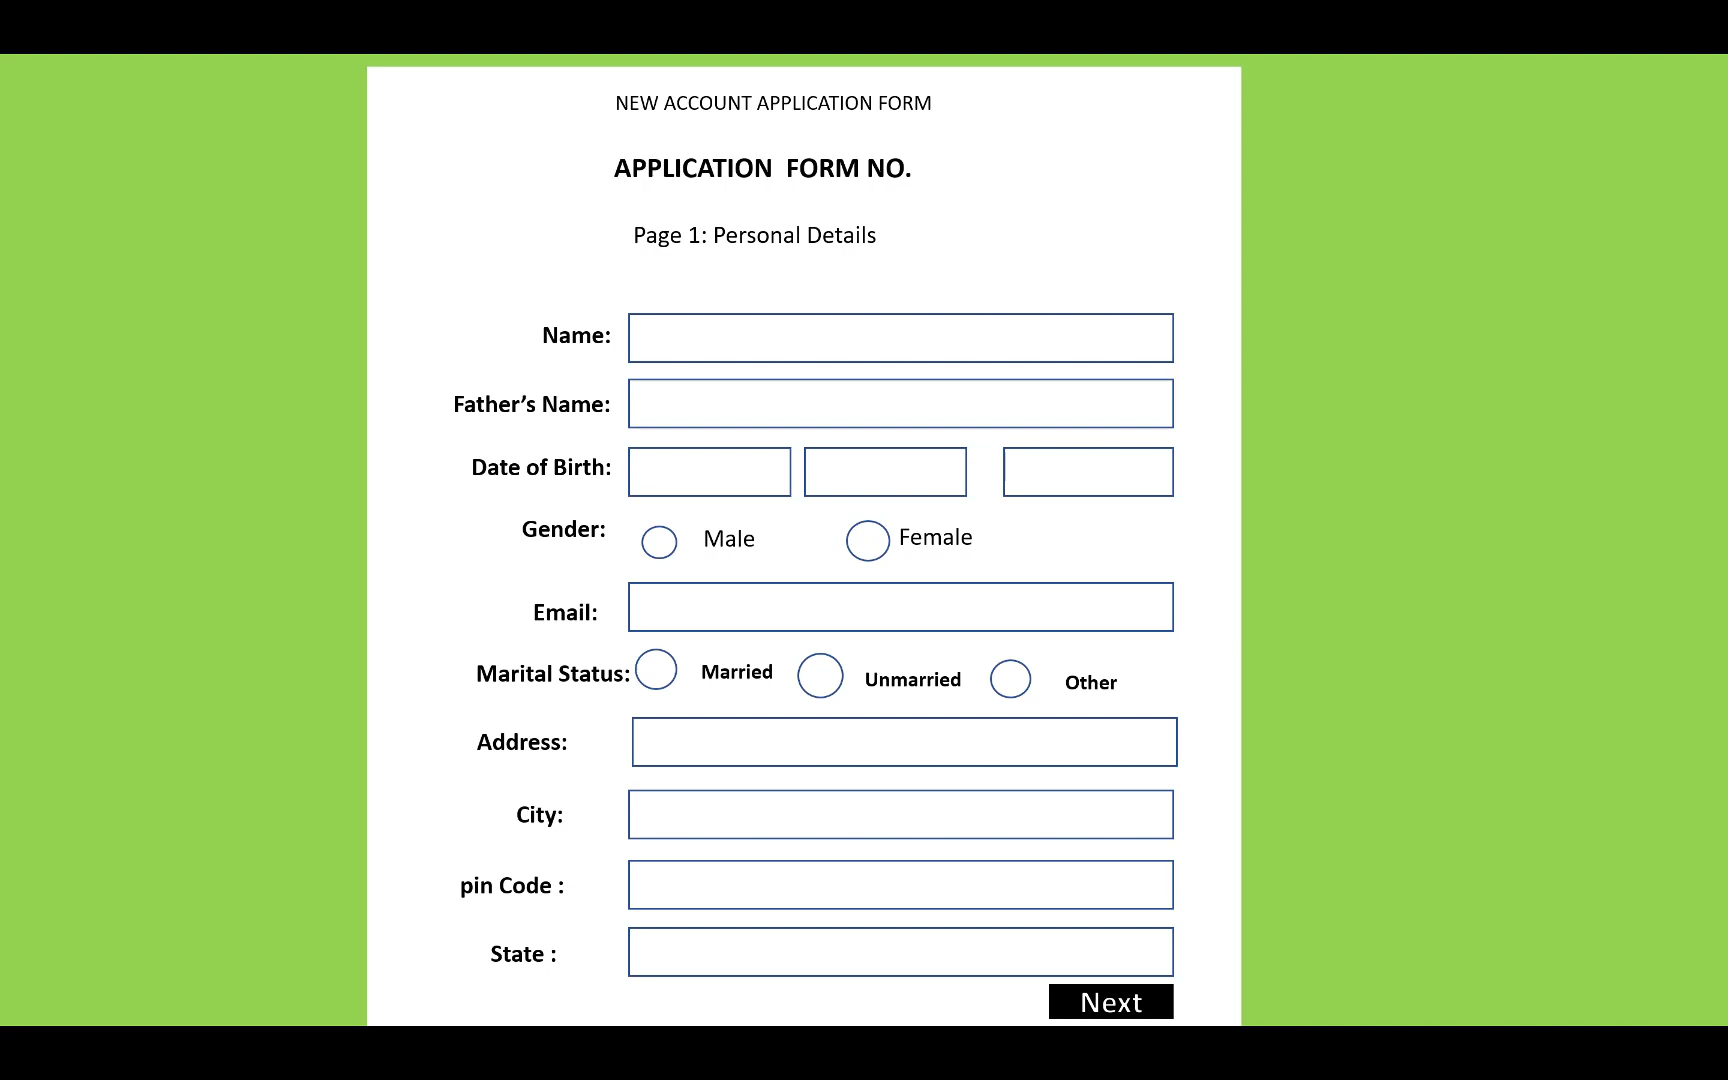 NEW ACCOUNT APPLICATION FORM
APPLICATION FORM NO.
Page 1: Personal Details
Name:
Father’s Name:
Date of Birth:
Gender: Male Female
Email:
Marital Status: Married Unmarried Other
Address:
City:
pin Code :
State :
Next